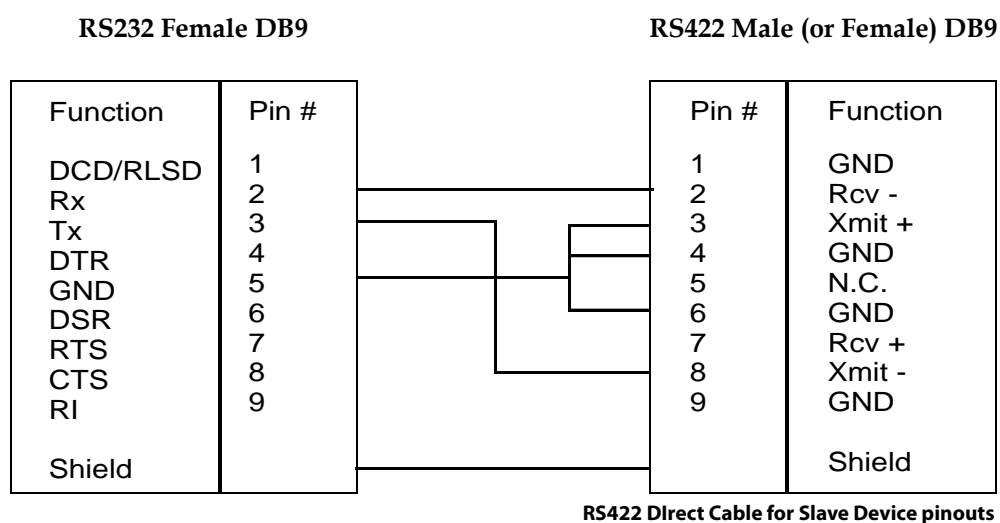 RS232 Female DB9 RS422 Male (or Female) DB9
Function Pin # Pin # Function
DCD/RLSD 1 1 GND
Rx 2 2 Rcv -
Tx 3 3 Xmit +
DTR 4 4 GND
GND 5 5 N.C.
DSR 6 6 GND
RTS 7 7 Rcv +
CTS 8 8 Xmit -
RI 9 9 GND
Shield Shield
RS422 DIrect Cable for Slave Device pinouts